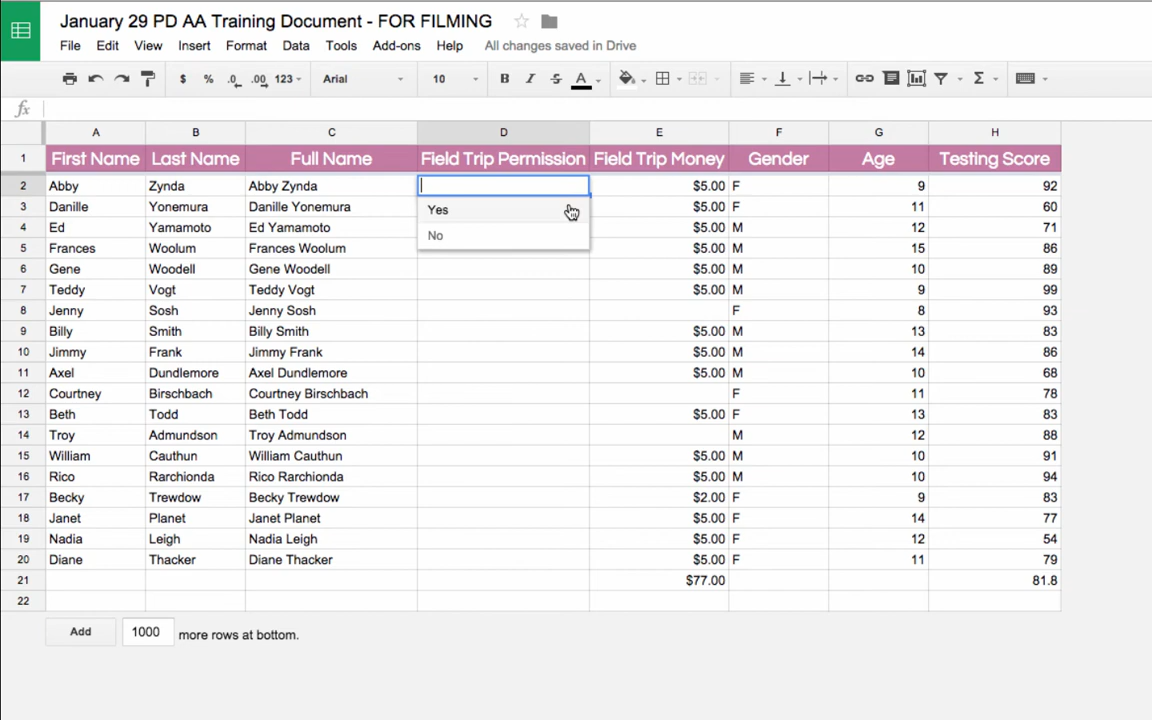 January 29 PD AA Training Document - FOR FILMING
File Edit View Insert Format Data Tools Add-ons Help All changes saved in Drive
$ % .0 .00 123 Arial 10 B I S A Σ
fx
A B C D E F G H
1 First Name Last Name Full Name Field Trip Permission Field Trip Money Gender Age Testing Score
2 Abby Zynda Abby Zynda $5.00 F 9 92
3 Danille Yonemura Danille Yonemura Yes $5.00 F 11 60
4 Ed Yamamoto Ed Yamamoto No $5.00 M 12 71
5 Frances Woolum Frances Woolum $5.00 M 15 86
6 Gene Woodell Gene Woodell $5.00 M 10 89
7 Teddy Vogt Teddy Vogt $5.00 M 9 99
8 Jenny Sosh Jenny Sosh F 8 93
9 Billy Smith Billy Smith $5.00 M 13 83
10 Jimmy Frank Jimmy Frank $5.00 M 14 86
11 Axel Dundlemore Axel Dundlemore $5.00 M 10 68
12 Courtney Birschbach Courtney Birschbach F 11 78
13 Beth Todd Beth Todd $5.00 F 13 83
14 Troy Admundson Troy Admundson M 12 88
15 William Cauthun William Cauthun $5.00 M 10 91
16 Rico Rarchionda Rico Rarchionda $5.00 M 10 94
17 Becky Trewdow Becky Trewdow $2.00 F 9 83
18 Janet Planet Janet Planet $5.00 F 14 77
19 Nadia Leigh Nadia Leigh $5.00 F 12 54
20 Diane Thacker Diane Thacker $5.00 F 11 79
21 $77.00 81.8
22
Add 1000 more rows at bottom.